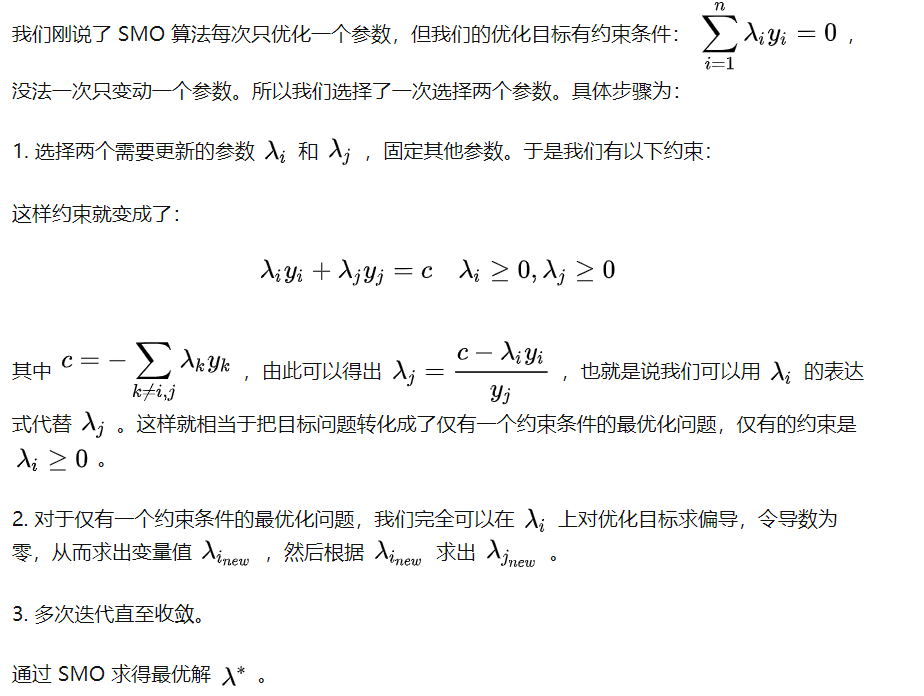 我们刚说了 SMO 算法每次只优化一个参数，但我们的优化目标有约束条件： $\sum_{i=1}^{n} \lambda_i y_i = 0$ ，
没法一次只变动一个参数。所以我们选择了一次选择两个参数。具体步骤为：
1. 选择两个需要更新的参数 $\lambda_i$ 和 $\lambda_j$ ，固定其他参数。于是我们有以下约束：
这样约束就变成了：
$\lambda_i y_i + \lambda_j y_j = c \quad \lambda_i \geq 0, \lambda_j \geq 0$
其中 $c = -\sum_{k \neq i,j} \lambda_k y_k$ ，由此可以得出 $\lambda_j = \frac{c - \lambda_i y_i}{y_j}$ ，也就是说我们可以用 $\lambda_i$ 的表达
式代替 $\lambda_j$ 。这样就相当于把目标问题转化成了仅有一个约束条件的最优化问题，仅有的约束是
$\lambda_i \geq 0$ 。
2. 对于仅有一个约束条件的最优化问题，我们完全可以在 $\lambda_i$ 上对优化目标求偏导，令导数为
零，从而求出变量值 $\lambda_{i_{new}}$ ，然后根据 $\lambda_{i_{new}}$ 求出 $\lambda_{j_{new}}$ 。
3. 多次迭代直至收敛。
通过 SMO 求得最优解 $\lambda^*$ 。